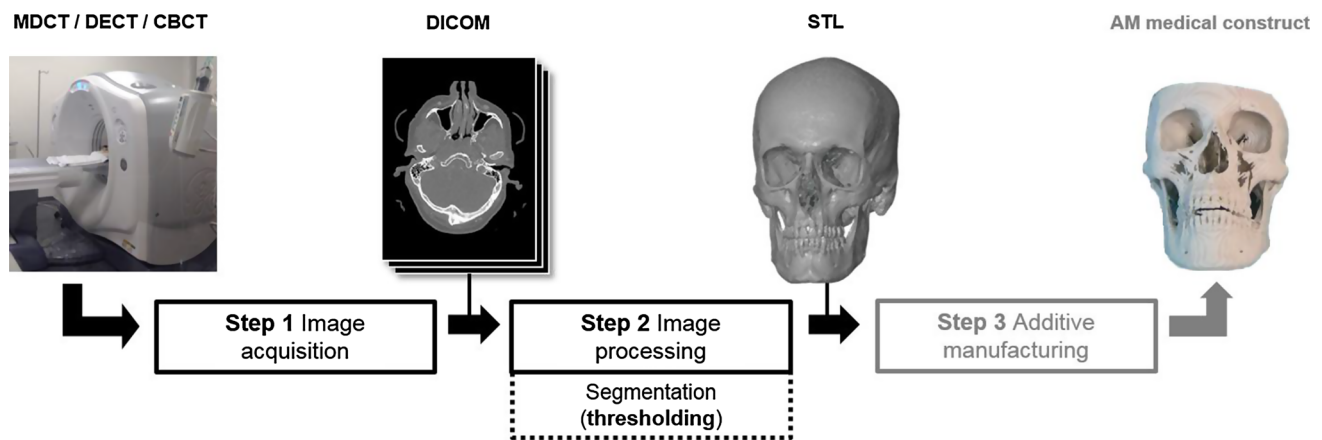 MDCT / DECT / CBCT
DICOM
STL
AM medical construct
Step 1 Image
acquisition
Step 2 Image
processing
Step 3 Additive
manufacturing
Segmentation
(thresholding)